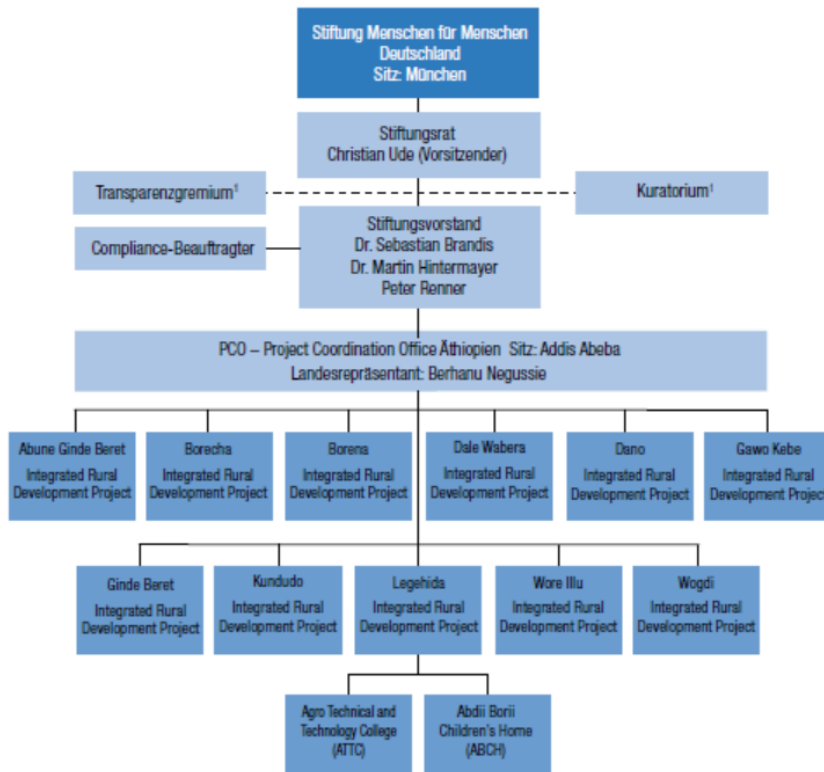 Stiftung Menschen für Menschen
Deutschland
Sitz: München
Stiftungsrat
Christian Ude (Vorsitzender)
Transparenzgremium¹
Kuratorium¹
Compliance-Beauftragter
Stiftungsvorstand
Dr. Sebastian Brandis
Dr. Martin Hintermayer
Peter Renner
PCO – Project Coordination Office Äthiopien Sitz: Addis Abeba
Landesrepräsentant: Berhanu Negussie
Abune Ginde Beret
Integrated Rural
Development Project
Borecha
Integrated Rural
Development Project
Borena
Integrated Rural
Development Project
Dale Wabera
Integrated Rural
Development Project
Dano
Integrated Rural
Development Project
Gawo Kebe
Integrated Rural
Development Project
Ginde Beret
Integrated Rural
Development Project
Kundudo
Integrated Rural
Development Project
Legehida
Integrated Rural
Development Project
Wore Illu
Integrated Rural
Development Project
Wogdi
Integrated Rural
Development Project
Agro Technical and
Technology College
(ATTC)
Abdii Borii
Children's Home
(ABCH)